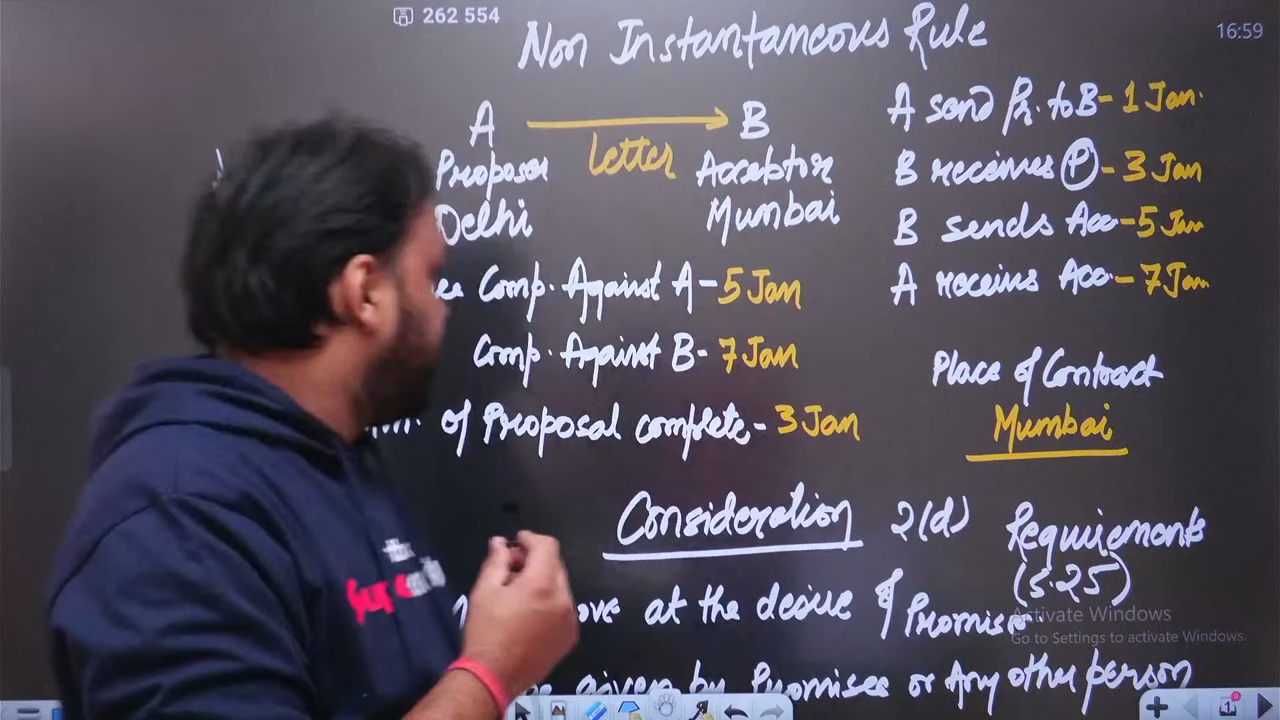 262 554
16:59
Non Instantaneous Rule
A letter B
Proposer Acceptor
Delhi Mumbai
A send Pr. to B - 1 Jan.
B receives (P) - 3 Jan
B sends Acc - 5 Jan
A receives Acc. - 7 Jan
Comp. Against A - 5 Jan
Comp. Against B - 7 Jan
of Proposal complete - 3 Jan
Place of Contract
Mumbai
Consideration 2(d)
Requirements
(S.25)
at the desire of Promisor
given by Promisee or Any other person
Activate Windows
Go to Settings to activate Windows.
1